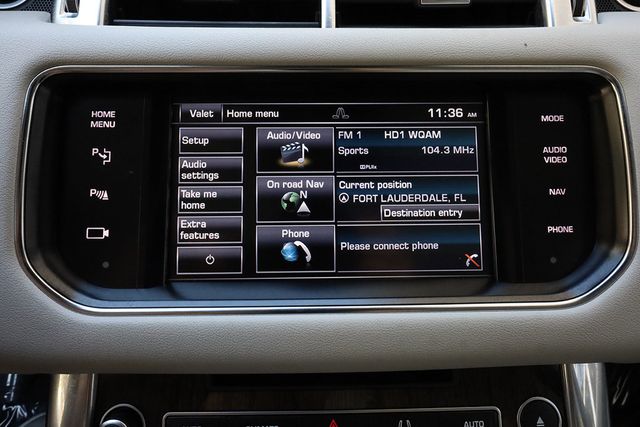 HOME
MENU
P
P
Valet
Home menu
11:36 AM
Setup
Audio
settings
Take me
home
Extra
features
Audio/Video
On road Nav
N
Phone
FM 1 HD1 WQAM
Sports 104.3 MHz
Current position
FORT LAUDERDALE, FL
Destination entry
Please connect phone
MODE
AUDIO
VIDEO
NAV
PHONE
AUTO